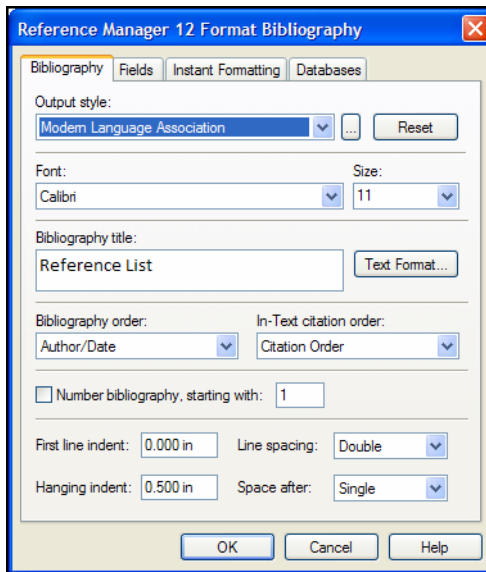 Reference Manager 12 Format Bibliography
Bibliography Fields Instant Formatting Databases
Output style:
Modern Language Association ... Reset
Font: Size:
Calibri 11
Bibliography title:
Reference List Text Format...
Bibliography order: In-Text citation order:
Author/Date Citation Order
Number bibliography, starting with: 1
First line indent: 0.000 in Line spacing: Double
Hanging indent: 0.500 in Space after: Single
OK Cancel Help